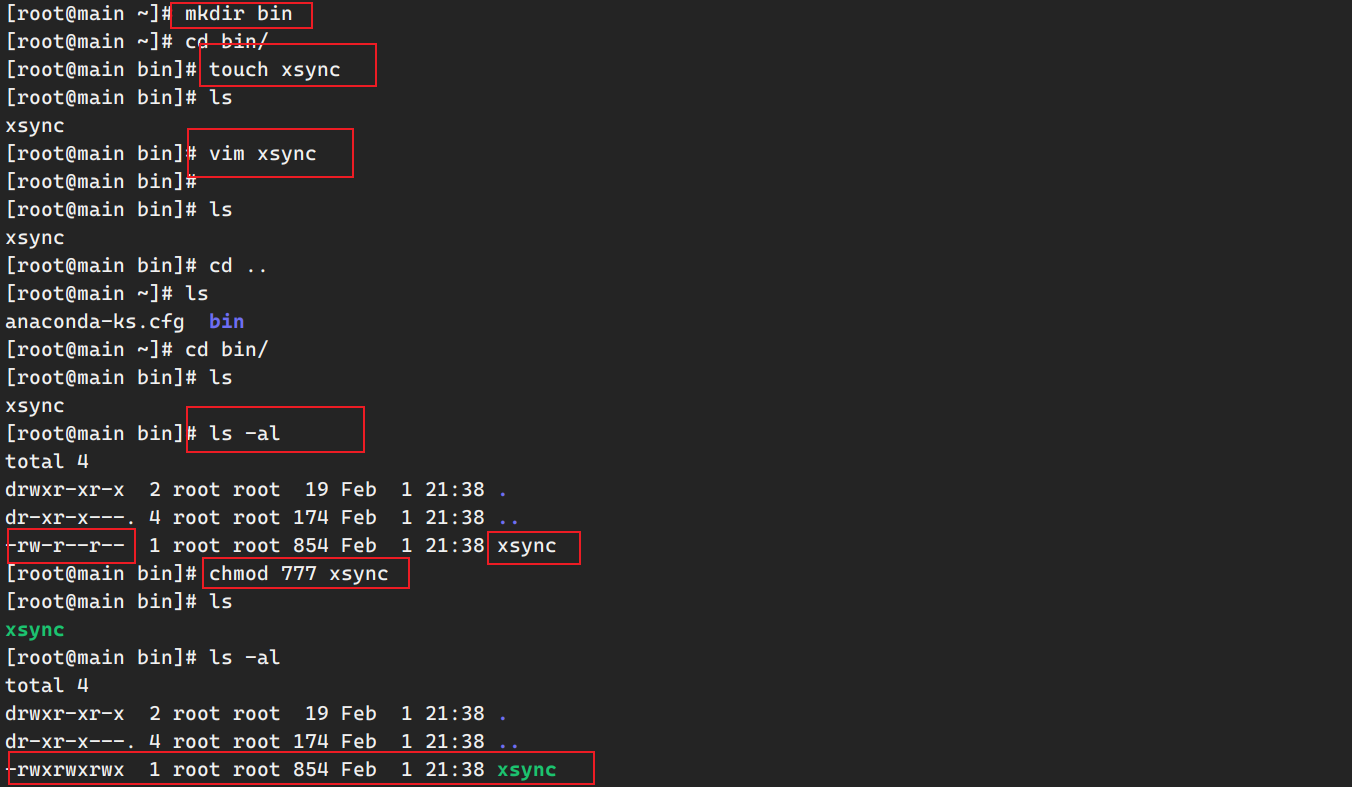 [root@main ~]# mkdir bin
[root@main ~]# cd bin/
[root@main bin]# touch xsync
[root@main bin]# ls
xsync
[root@main bin]# vim xsync
[root@main bin]#
[root@main bin]# ls
xsync
[root@main bin]# cd ..
[root@main ~]# ls
anaconda-ks.cfg  bin
[root@main ~]# cd bin/
[root@main bin]# ls
xsync
[root@main bin]# ls -al
total 4
drwxr-xr-x  2 root root  19 Feb  1 21:38 .
dr-xr-x---. 4 root root 174 Feb  1 21:38 ..
-rw-r--r--  1 root root 854 Feb  1 21:38 xsync
[root@main bin]# chmod 777 xsync
[root@main bin]# ls
xsync
[root@main bin]# ls -al
total 4
drwxr-xr-x  2 root root  19 Feb  1 21:38 .
dr-xr-x---. 4 root root 174 Feb  1 21:38 ..
-rwxrwxrwx  1 root root 854 Feb  1 21:38 xsync